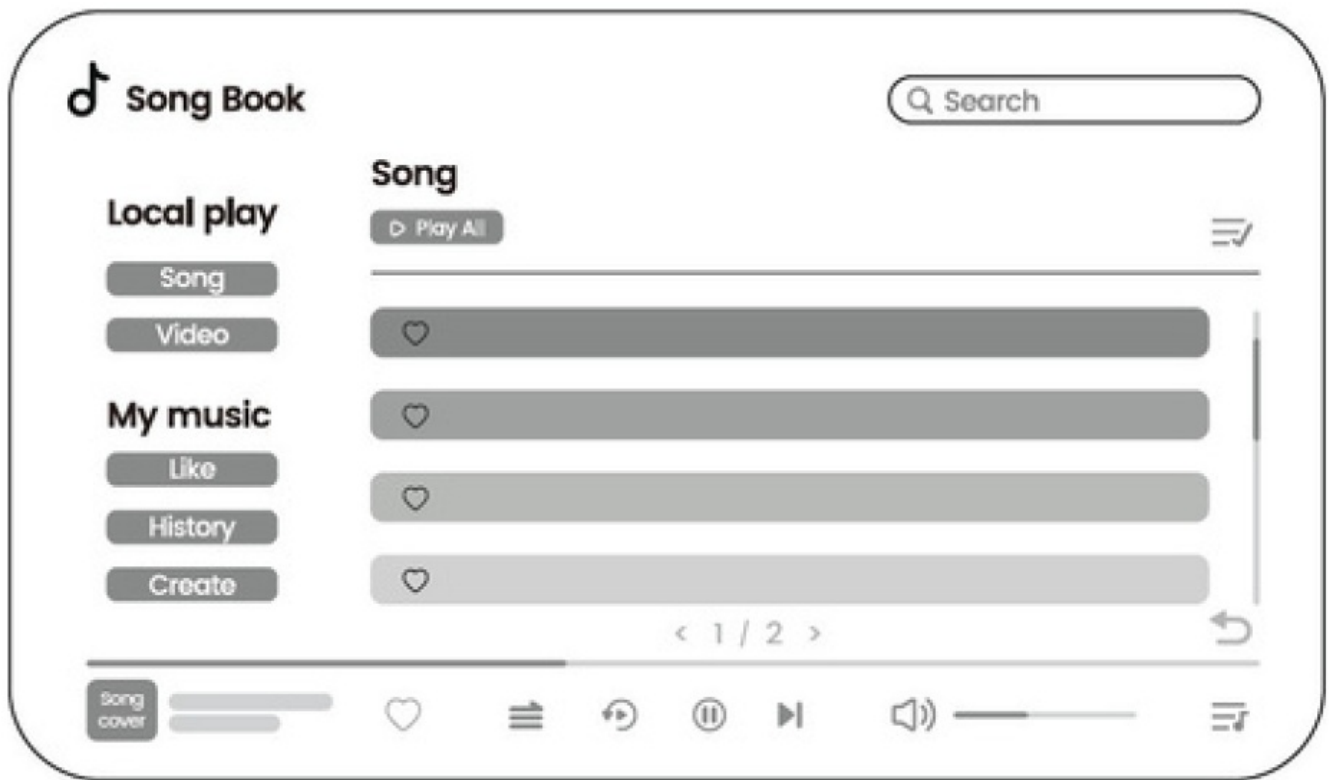 Song Book
Search
Local play
Song
Video
My music
Like
History
Create
Song
Play All
< 1 / 2 >
Song
cover